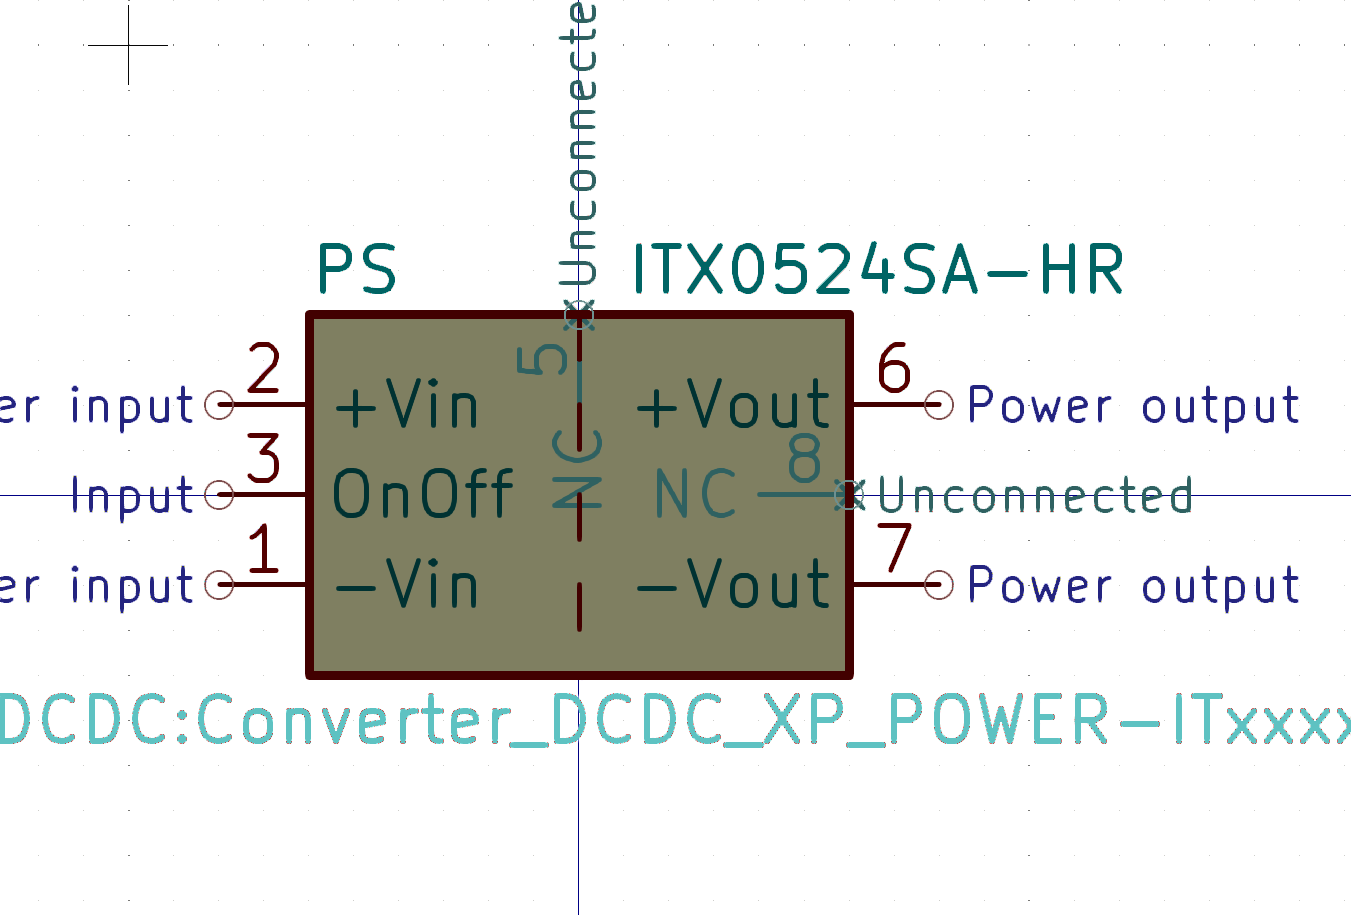 Unconnecte
PS
ITX0524SA-HR
2
5
6
er input
+Vin
+Vout
Power output
3
NC
8
Input
OnOff
NC
Unconnected
1
7
er input
-Vin
-Vout
Power output
DCDC:Converter_DCDC_XP_POWER-ITxxxx